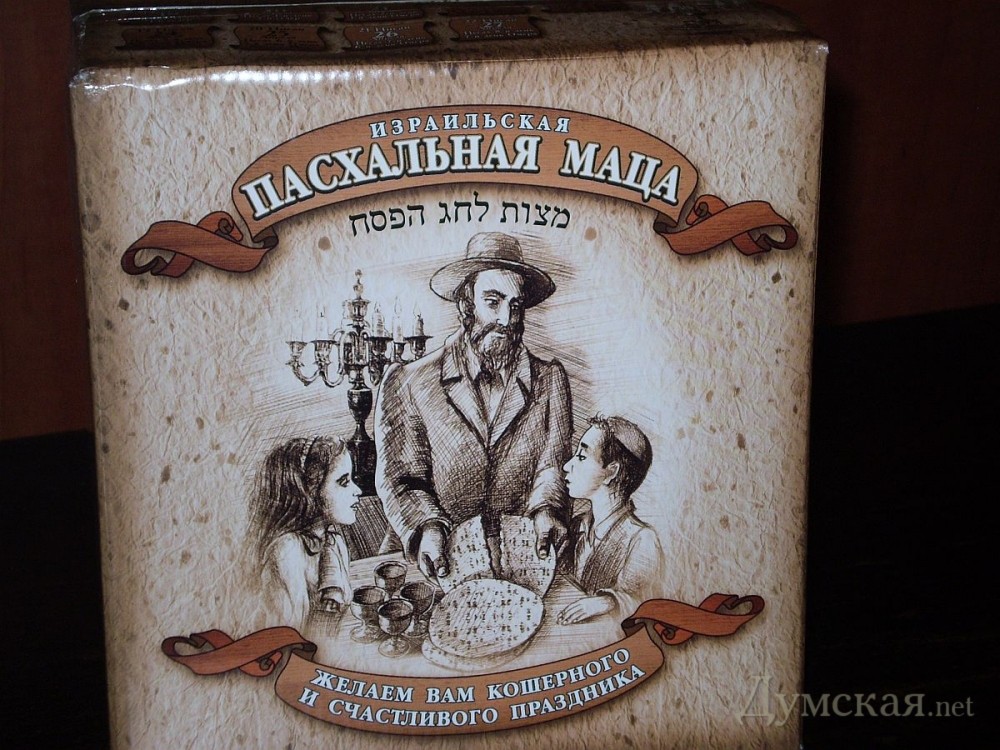 ИЗРАИЛЬСКАЯ
ПАСХАЛЬНАЯ МАЦА
מצות לחג הפסח
ЖЕЛАЕМ ВАМ КОШЕРНОГО
И СЧАСТЛИВОГО ПРАЗДНИКА
Думская.net